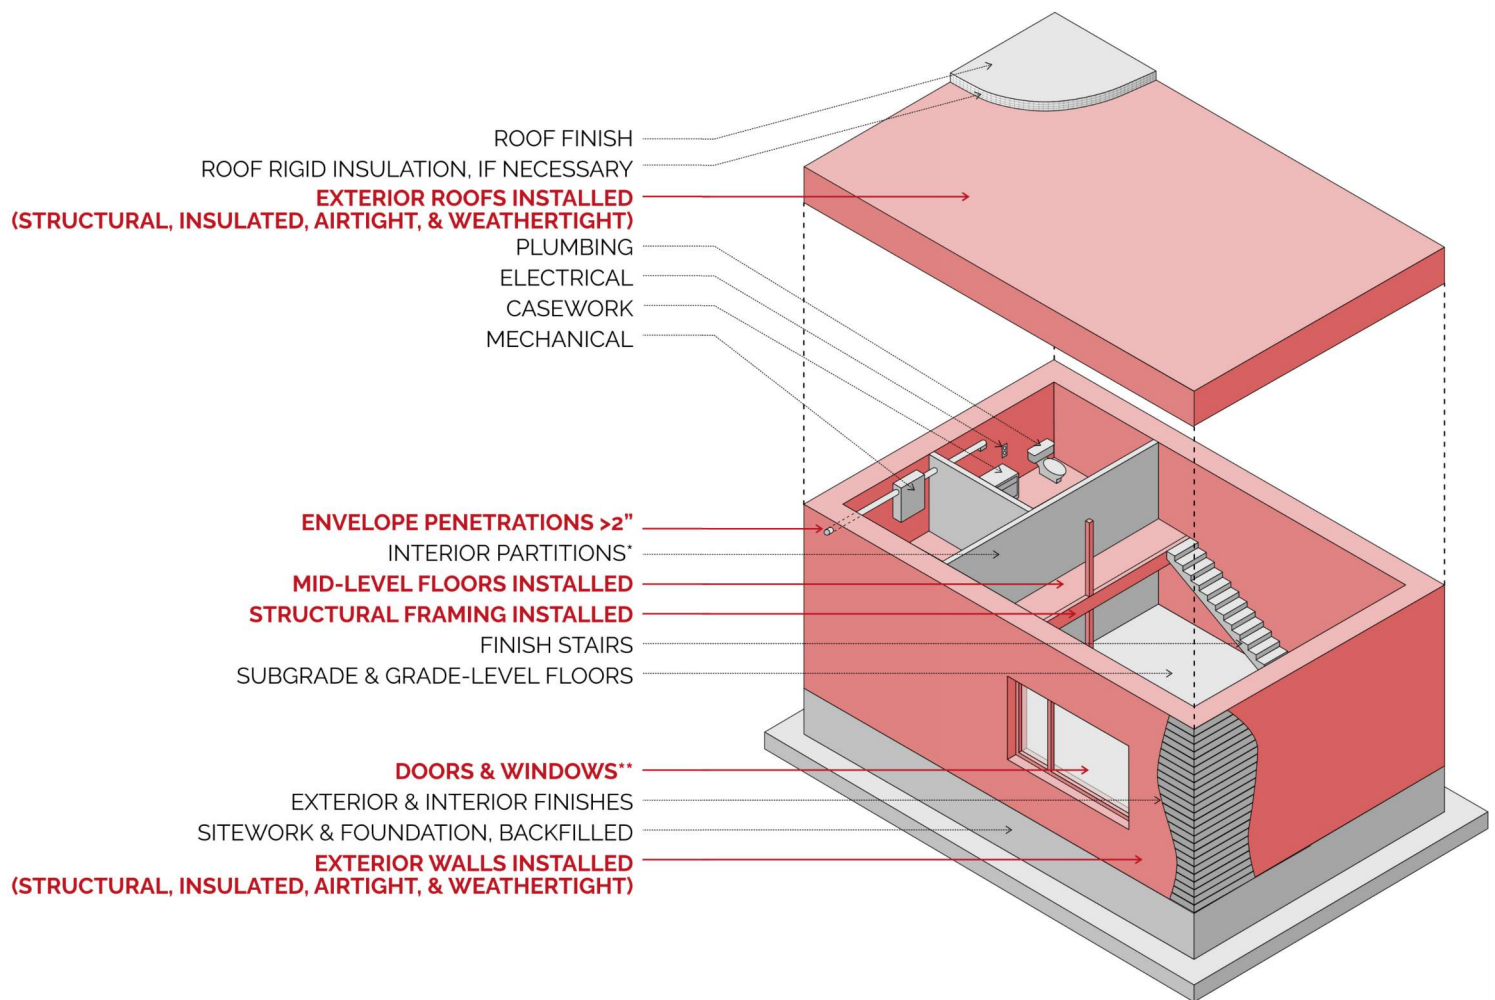 ROOF FINISH
ROOF RIGID INSULATION, IF NECESSARY
EXTERIOR ROOFS INSTALLED
(STRUCTURAL, INSULATED, AIRTIGHT, & WEATHERTIGHT)
PLUMBING
ELECTRICAL
CASEWORK
MECHANICAL
ENVELOPE PENETRATIONS >2”
INTERIOR PARTITIONS*
MID-LEVEL FLOORS INSTALLED
STRUCTURAL FRAMING INSTALLED
FINISH STAIRS
SUBGRADE & GRADE-LEVEL FLOORS
DOORS & WINDOWS**
EXTERIOR & INTERIOR FINISHES
SITEWORK & FOUNDATION, BACKFILLED
EXTERIOR WALLS INSTALLED
(STRUCTURAL, INSULATED, AIRTIGHT, & WEATHERTIGHT)